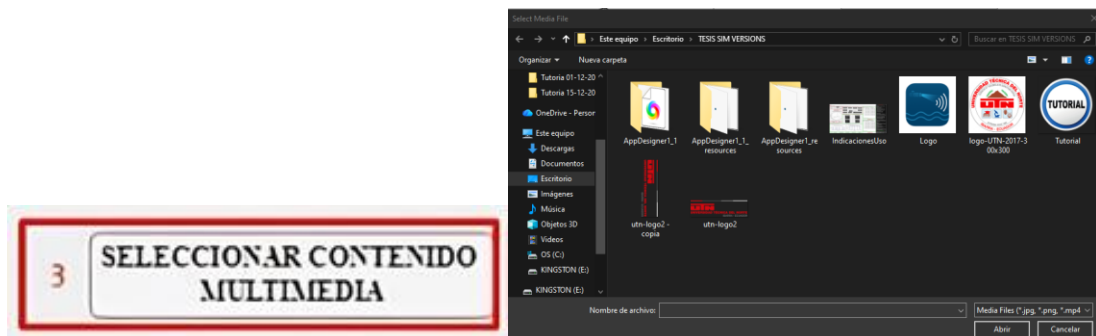 3
SELECCIONAR CONTENIDO
MULTIMEDIA
Select Media File
Este equipo > Escritorio > TESIS SIM VERSIONS
Buscar en TESIS SIM VERSIONS
Organizar
Nueva carpeta
Tutoria 01-12-20
Tutoria 15-12-20
OneDrive - Person
Este equipo
Descargas
Documentos
Escritorio
Imágenes
Música
Objetos 3D
Videos
OS (C:)
KINGSTON (E:)
KINGSTON (E:)
AppDesigner1_1
AppDesigner1_1_
resources
AppDesigner1_re
sources
IndicacionesUso
Logo
UTN
logo-UTN-2017-3
00x300
TUTORIAL
Tutorial
utn-logo2 -
copia
utn-logo2
Nombre de archivo:
Media Files (*.jpg, *.png, *.mp4
Abrir
Cancelar